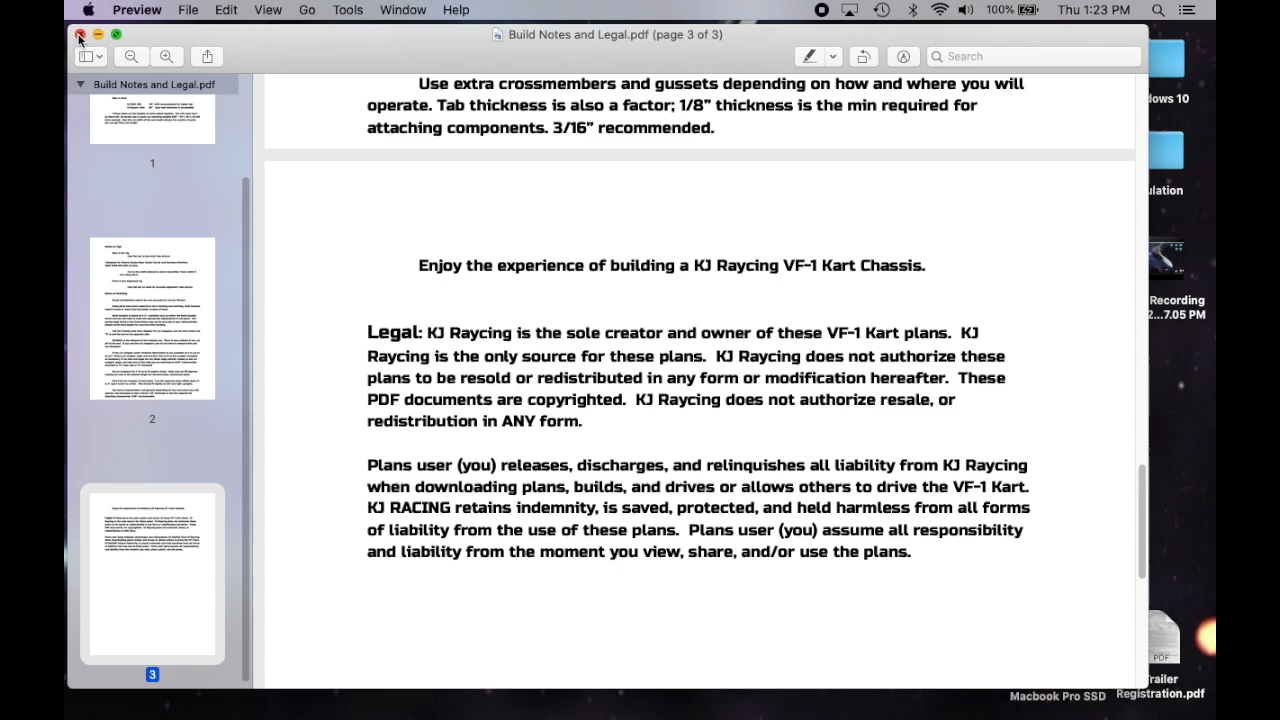 Preview File Edit View Go Tools Window Help 100% Thu 1:23 PM
Build Notes and Legal.pdf (page 3 of 3)
Search
Build Notes and Legal.pdf
1
2
3
Use extra crossmembers and gussets depending on how and where you will
operate. Tab thickness is also a factor; 1/8” thickness is the min required for
attaching components. 3/16” recommended.
Enjoy the experience of building a KJ Raycing VF-1 Kart Chassis.
Legal: KJ Raycing is the sole creator and owner of these VF-1 Kart plans. KJ
Raycing is the only source for these plans. KJ Raycing does not authorize these
plans to be resold or redistributed in any form or modification hereafter. These
PDF documents are copyrighted. KJ Raycing does not authorize resale, or
redistribution in ANY form.
Plans user (you) releases, discharges, and relinquishes all liability from KJ Raycing
when downloading plans, builds, and drives or allows others to drive the VF-1 Kart.
KJ RACING retains indemnity, is saved, protected, and held harmless from all forms
of liability from the use of these plans. Plans user (you) assume all responsibility
and liability from the moment you view, share, and/or use the plans.
dows 10
ulation
Recording
2...7.05 PM
PDF
Trailer
Registration.pdf
Macbook Pro SSD